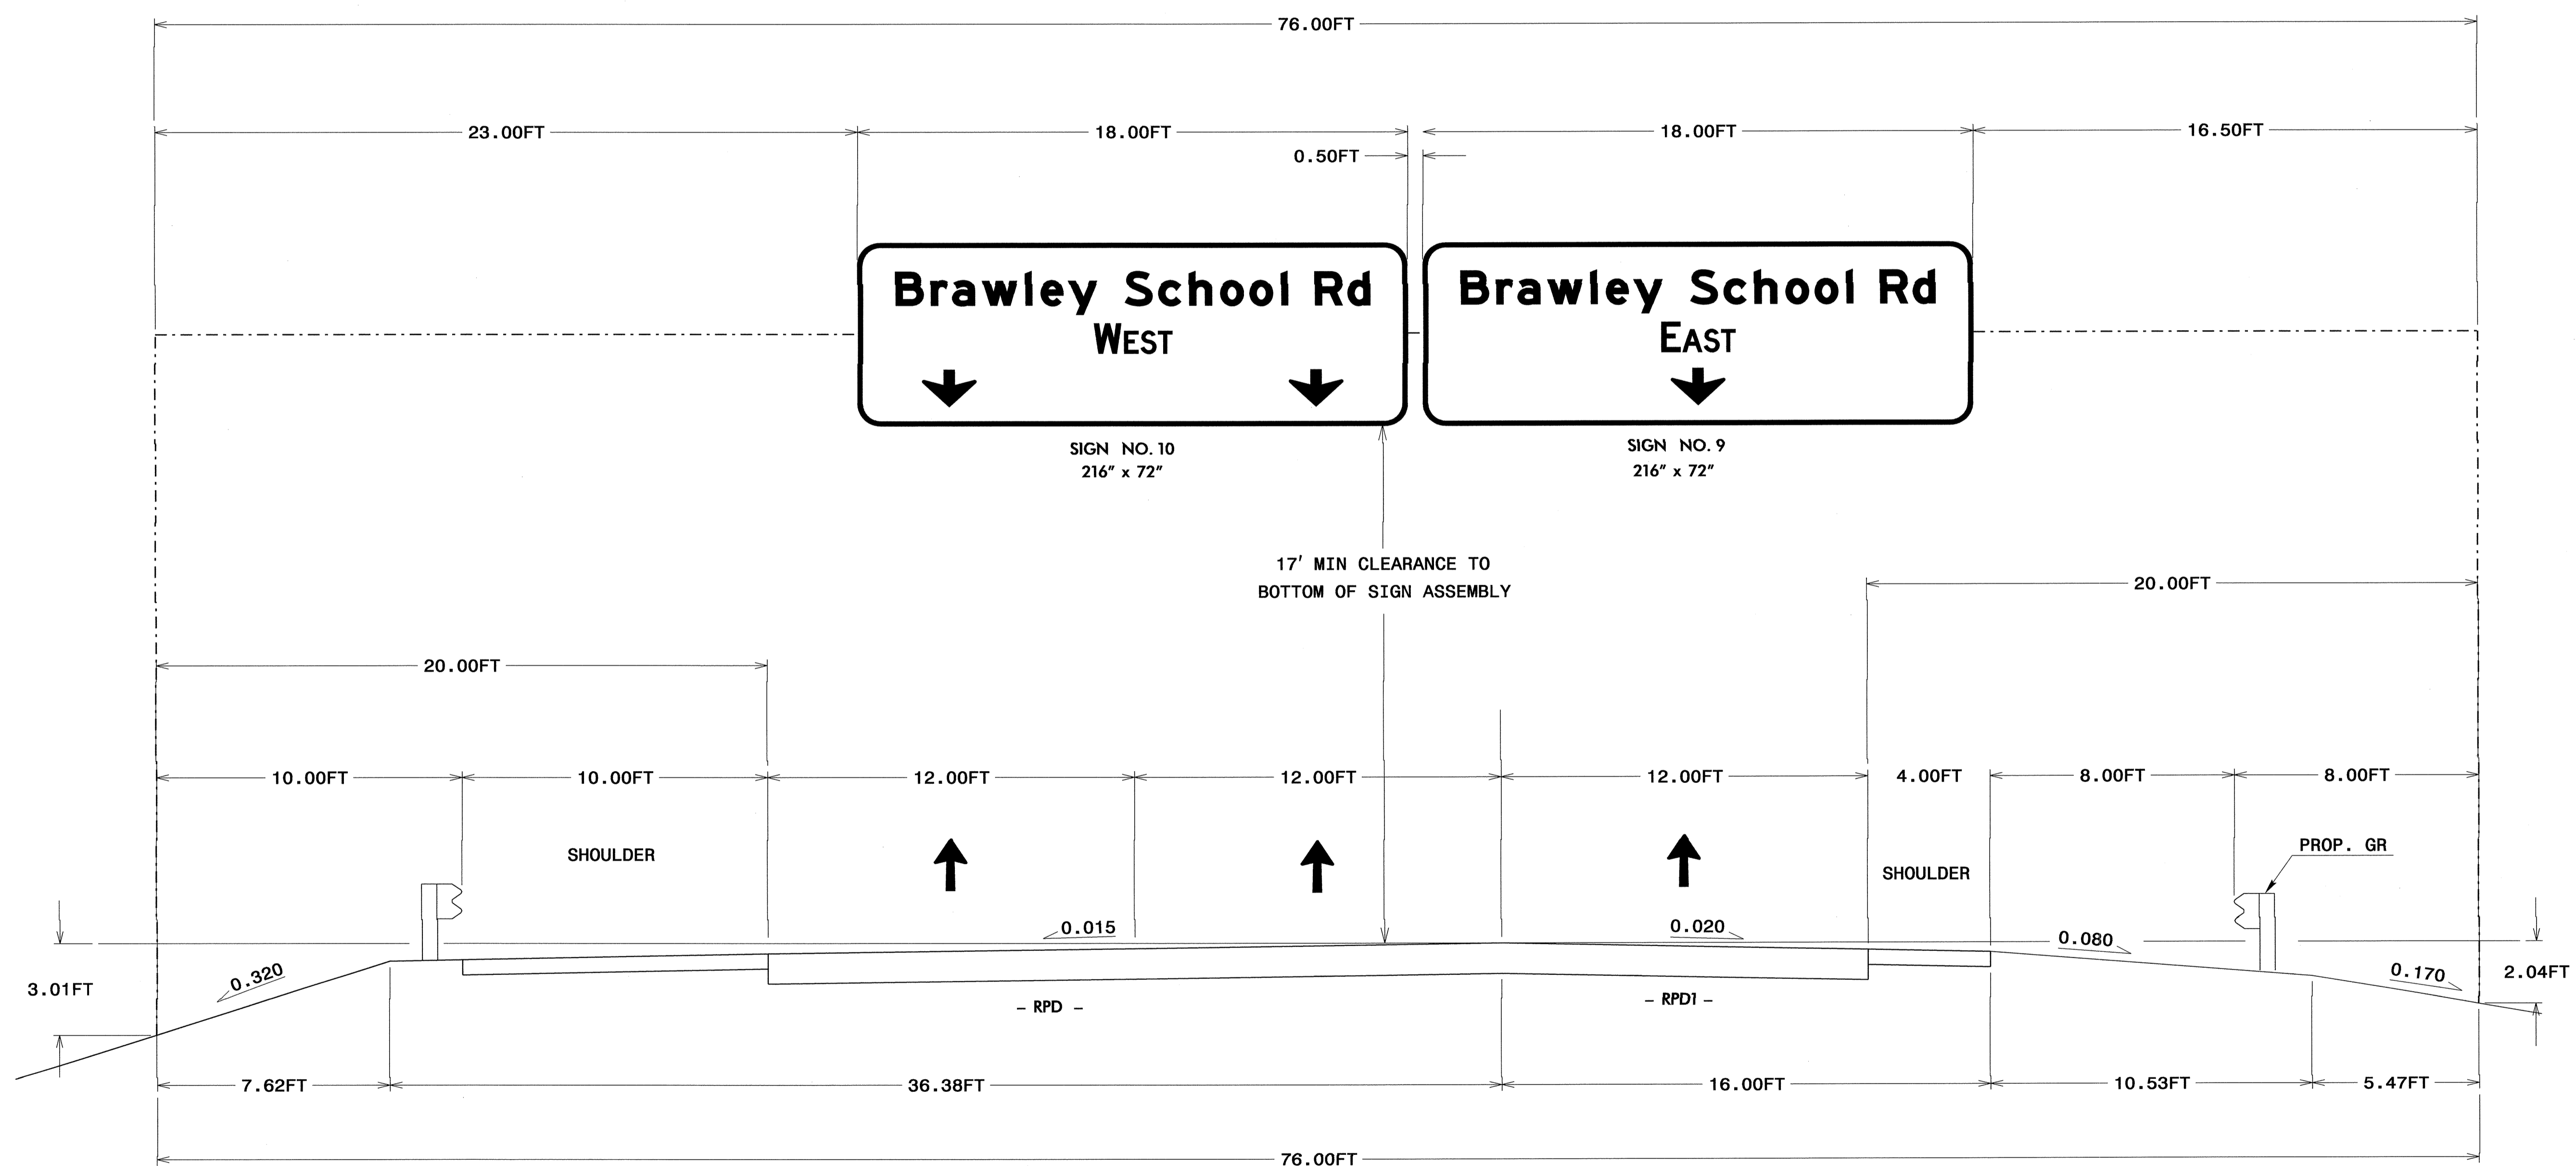 76.00FT
23.00FT
18.00FT
18.00FT
16.50FT
0.50FT
Brawley School Rd
WEST
Brawley School Rd
EAST
SIGN NO. 10
216" x 72"
SIGN NO. 9
216" x 72"
17' MIN CLEARANCE TO
BOTTOM OF SIGN ASSEMBLY
20.00FT
20.00FT
10.00FT
10.00FT
12.00FT
12.00FT
12.00FT
4.00FT
8.00FT
8.00FT
SHOULDER
SHOULDER
PROP. GR
0.015
0.020
0.080
0.320
0.170
3.01FT
2.04FT
- RPD -
- RPD1 -
7.62FT
36.38FT
16.00FT
10.53FT
5.47FT
76.00FT